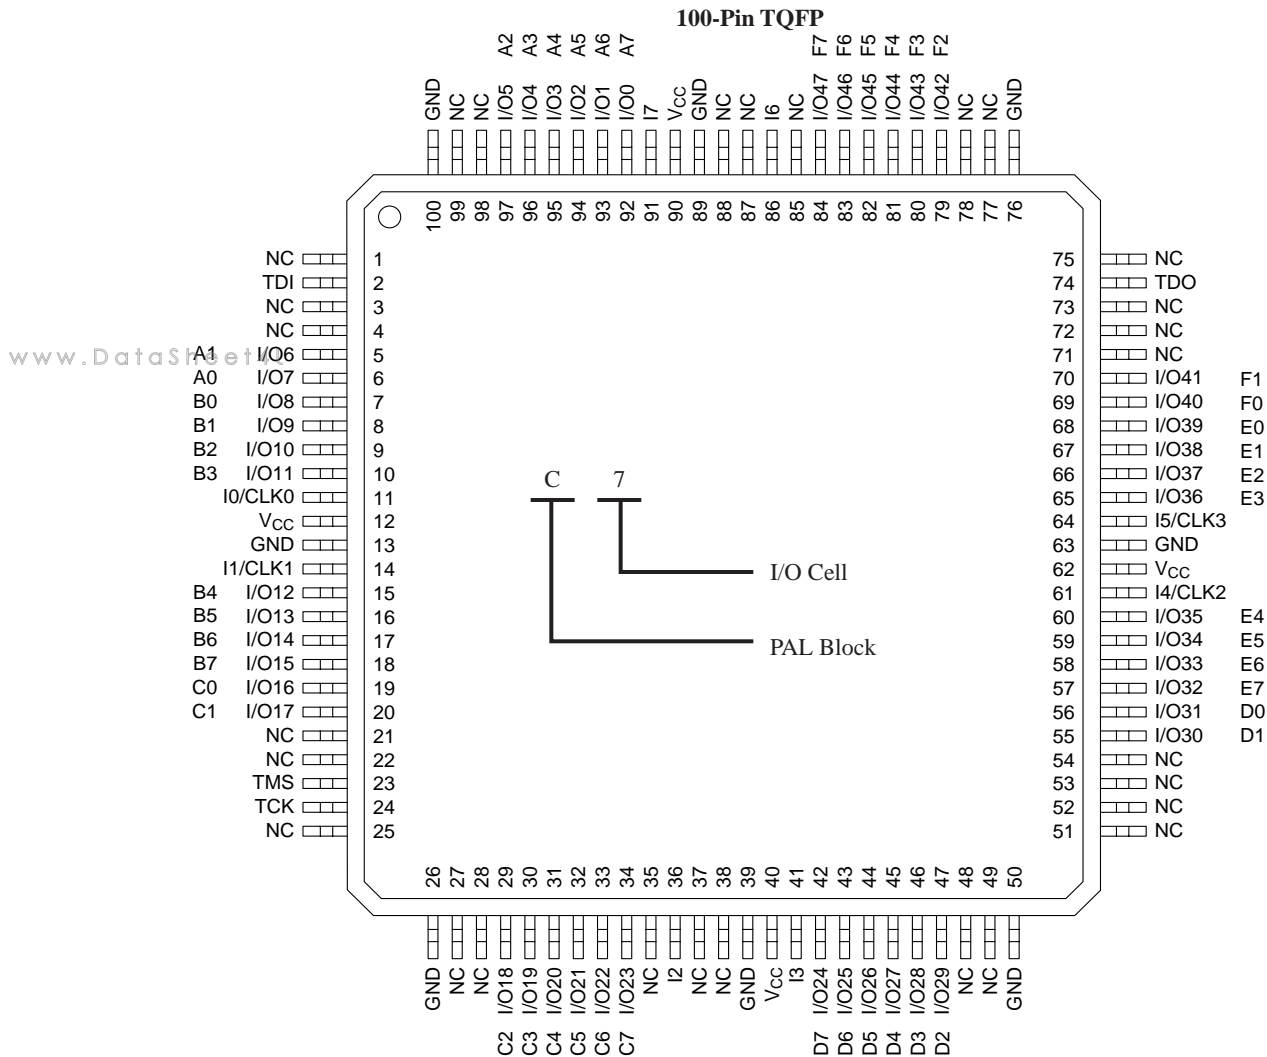 100-Pin TQFP
A2 A3 A4 A5 A6 A7 F7 F6 F5 F4 F3 F2
GND NC NC I/O5 I/O4 I/O3 I/O2 I/O1 I/O0 I7 VCC GND NC NC I6 NC I/O47 I/O46 I/O45 I/O44 I/O43 I/O42 NC NC GND
100 99 98 97 96 95 94 93 92 91 90 89 88 87 86 85 84 83 82 81 80 79 78 77 76
NC 1 75 NC
TDI 2 74 TDO
NC 3 73 NC
NC 4 72 NC
www.DataSheet4U
A1 I/O6 5 71 NC
A0 I/O7 6 70 I/O41 F1
B0 I/O8 7 69 I/O40 F0
B1 I/O9 8 68 I/O39 E0
B2 I/O10 9 67 I/O38 E1
B3 I/O11 10 66 I/O37 E2
C 7
I0/CLK0 11 65 I/O36 E3
VCC 12 64 I5/CLK3
GND 13 63 GND
I1/CLK1 14 62 VCC
I/O Cell
B4 I/O12 15 61 I4/CLK2
B5 I/O13 16 60 I/O35 E4
B6 I/O14 17 59 I/O34 E5
PAL Block
B7 I/O15 18 58 I/O33 E6
C0 I/O16 19 57 I/O32 E7
C1 I/O17 20 56 I/O31 D0
NC 21 55 I/O30 D1
NC 22 54 NC
TMS 23 53 NC
TCK 24 52 NC
NC 25 51 NC
26 27 28 29 30 31 32 33 34 35 36 37 38 39 40 41 42 43 44 45 46 47 48 49 50
GND NC NC I/O18 I/O19 I/O20 I/O21 I/O22 I/O23 NC I2 NC NC GND VCC I3 I/O24 I/O25 I/O26 I/O27 I/O28 I/O29 NC NC GND
C2 C3 C4 C5 C6 C7 D7 D6 D5 D4 D3 D2